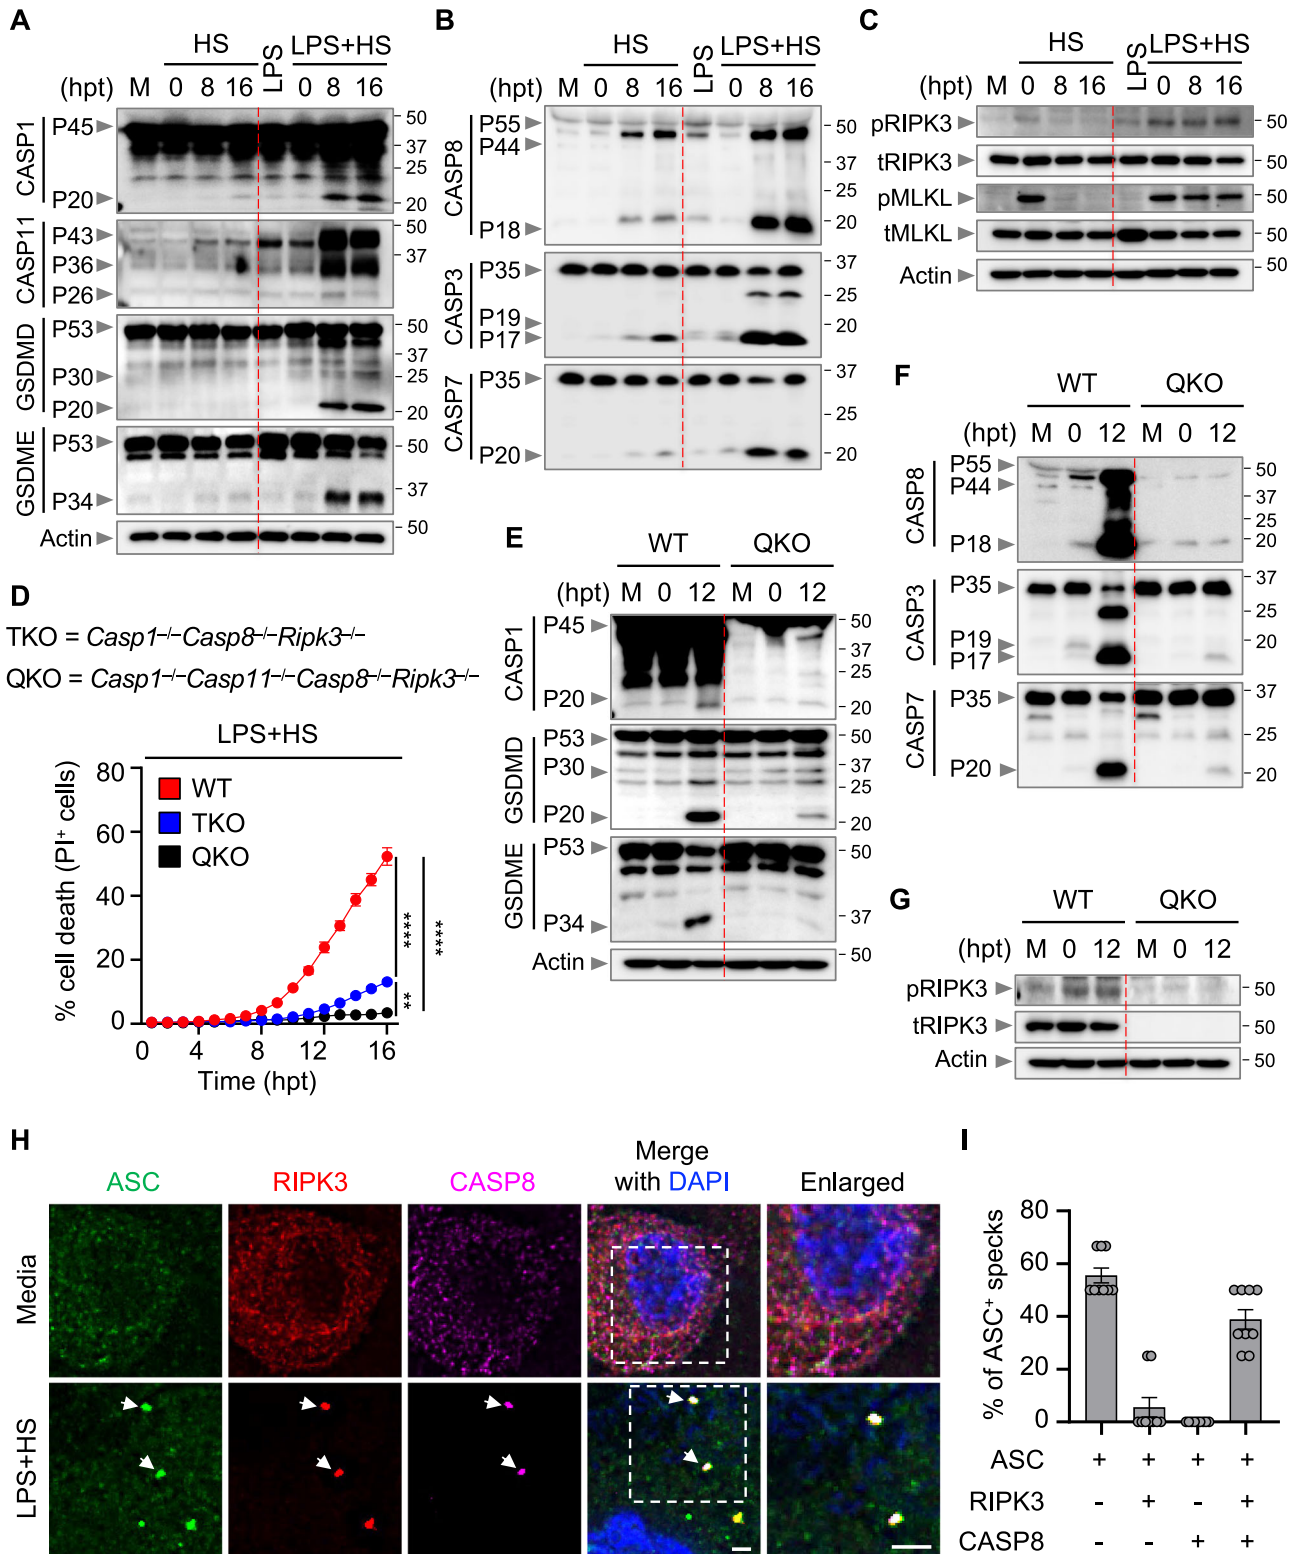 A
HS
LPS
LPS+HS
(hpt)
M
0
8
16
0
8
16
CASP1
P45
P20
50
37
25
20
CASP11
P43
P36
P26
50
37
GSDMD
P53
P30
P20
50
37
25
20
GSDME
P53
P34
50
37
Actin
50
B
HS
LPS
LPS+HS
(hpt)
M
0
8
16
0
8
16
CASP8
P55
P44
P18
50
37
25
20
CASP3
P35
P19
P17
37
25
20
CASP7
P35
P20
37
25
20
C
HS
LPS
LPS+HS
(hpt)
M
0
8
16
0
8
16
pRIPK3
50
tRIPK3
50
pMLKL
50
tMLKL
50
Actin
50
D
TKO = Casp1–/–Casp8–/–Ripk3–/–
QKO = Casp1–/–Casp11–/–Casp8–/–Ripk3–/–
LPS+HS
% cell death (PI+ cells)
80
60
40
20
0
WT
TKO
QKO
****
**
****
0
4
8
12
16
Time (hpt)
E
WT
QKO
(hpt)
M
0
12
M
0
12
CASP1
P45
P20
50
37
25
20
GSDMD
P53
P30
P20
50
37
25
20
GSDME
P53
P34
50
37
Actin
50
F
WT
QKO
(hpt)
M
0
12
M
0
12
CASP8
P55
P44
P18
50
37
25
20
CASP3
P35
P19
P17
37
25
20
CASP7
P35
P20
37
25
20
G
WT
QKO
(hpt)
M
0
12
M
0
12
pRIPK3
50
tRIPK3
50
Actin
50
H
ASC
RIPK3
CASP8
Merge
with DAPI
Enlarged
Media
LPS+HS
I
% of ASC+ specks
80
60
40
20
0
ASC + + + +
RIPK3 - + - +
CASP8 - - + +